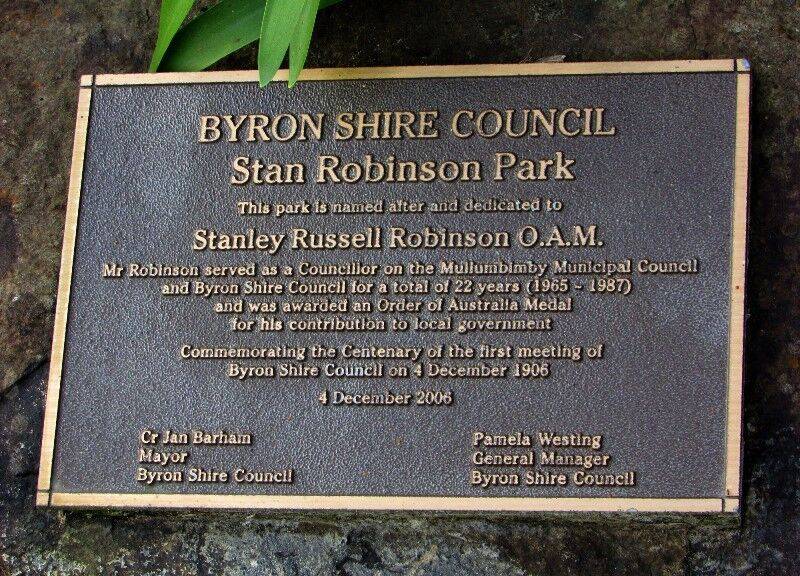 BYRON SHIRE COUNCIL
Stan Robinson Park
This park is named after and dedicated to
Stanley Russell Robinson O.A.M.
Mr Robinson served as a Councillor on the Mullumbimby Municipal Council
and Byron Shire Council for a total of 22 years (1965 - 1987)
and was awarded an Order of Australia Medal
for his contribution to local government
Commemorating the Centenary of the first meeting of
Byron Shire Council on 4 December 1906
4 December 2006
Cr Jan Barham
Mayor
Byron Shire Council
Pamela Westing
General Manager
Byron Shire Council